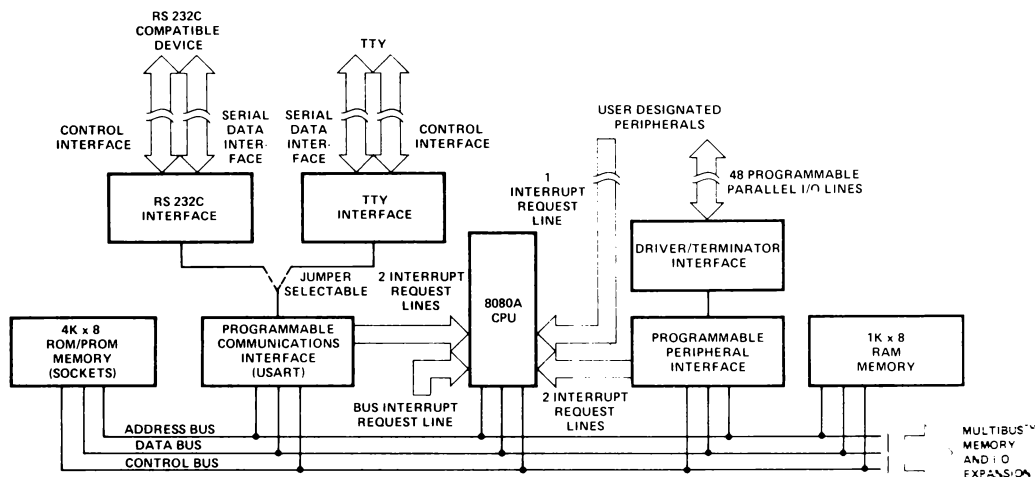 RS 232C
COMPATIBLE
DEVICE
TTY
CONTROL
INTERFACE
SERIAL
DATA
INTER-
FACE
SERIAL
DATA
INTER-
FACE
CONTROL
INTERFACE
USER DESIGNATED
PERIPHERALS
48 PROGRAMMABLE
PARALLEL I/O LINES
1
INTERRUPT
REQUEST
LINE
RS 232C
INTERFACE
TTY
INTERFACE
DRIVER/TERMINATOR
INTERFACE
JUMPER
SELECTABLE
2 INTERRUPT
REQUEST
LINES
8080A
CPU
4K x 8
ROM/PROM
MEMORY
(SOCKETS)
PROGRAMMABLE
COMMUNICATIONS
INTERFACE
(USART)
PROGRAMMABLE
PERIPHERAL
INTERFACE
1K x 8
RAM
MEMORY
BUS INTERRUPT
REQUEST LINE
2 INTERRUPT
REQUEST
LINES
ADDRESS BUS
DATA BUS
CONTROL BUS
MULTIBUS™
MEMORY
AND I O
EXPANSION